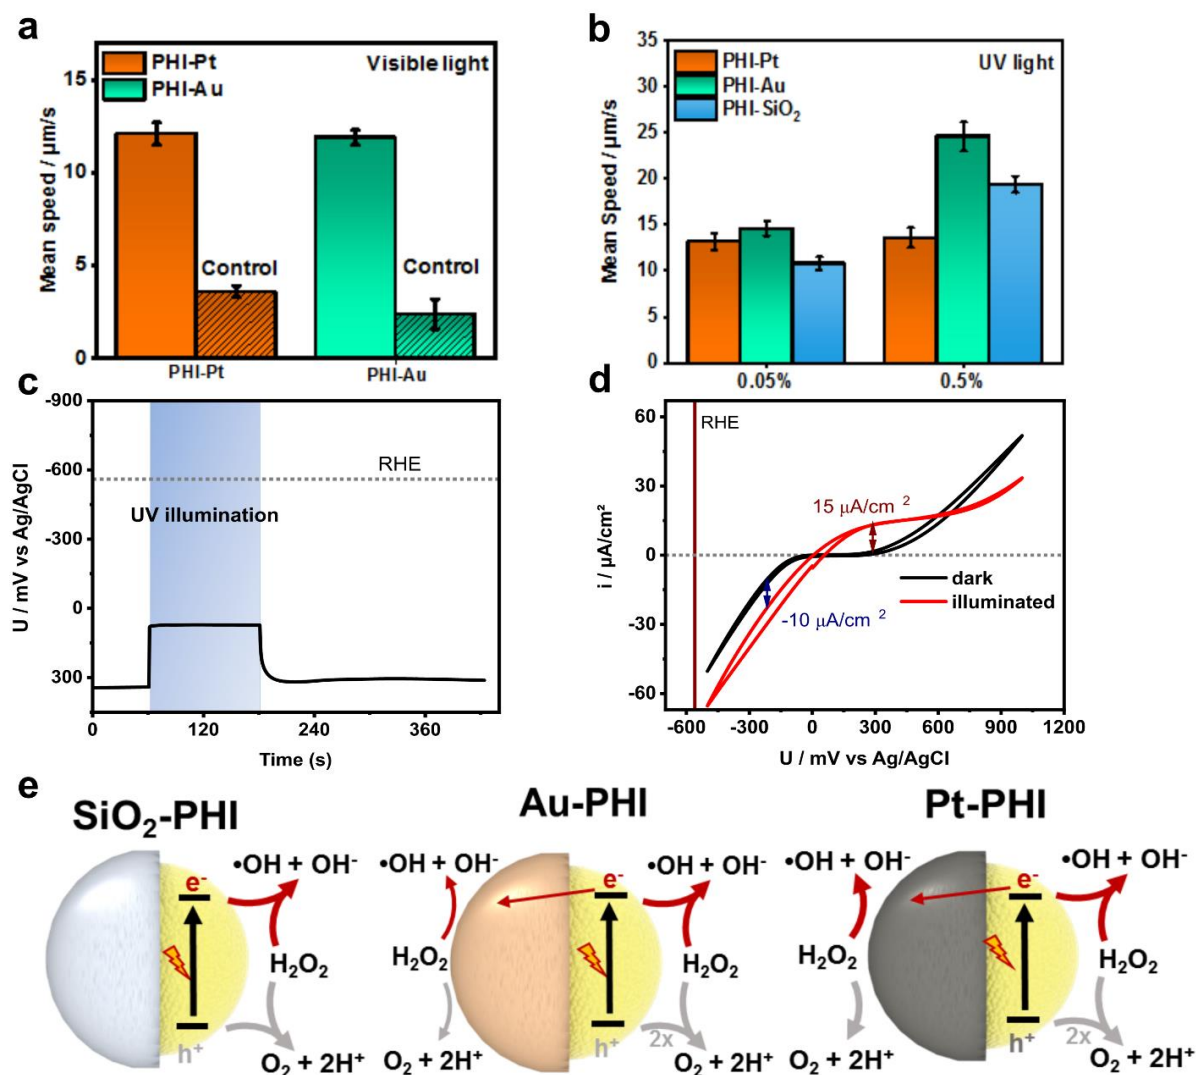 a
PHI-Pt
PHI-Au
Visible light
Mean speed / µm/s
15
10
5
0
Control
Control
PHI-Pt
PHI-Au
b
PHI-Pt
PHI-Au
PHI-SiO₂
UV light
Mean Speed / µm/s
35
30
25
20
15
10
5
0
0.05%
0.5%
c
U / mV vs Ag/AgCl
-900
-600
-300
0
300
RHE
UV illumination
0
120
240
360
Time (s)
d
i / µA/cm²
60
30
0
-30
-60
RHE
15 µA/cm ²
dark
illuminated
-10 µA/cm ²
-600
-300
0
300
600
900
1200
U / mV vs Ag/AgCl
e
SiO₂-PHI
•OH + OH⁻
e⁻
H₂O₂
h⁺
O₂ + 2H⁺
Au-PHI
•OH + OH⁻
e⁻
•OH + OH⁻
H₂O₂
H₂O₂
h⁺
2x
O₂ + 2H⁺
O₂ + 2H⁺
Pt-PHI
•OH + OH⁻
e⁻
•OH + OH⁻
H₂O₂
H₂O₂
h⁺
2x
O₂ + 2H⁺
O₂ + 2H⁺